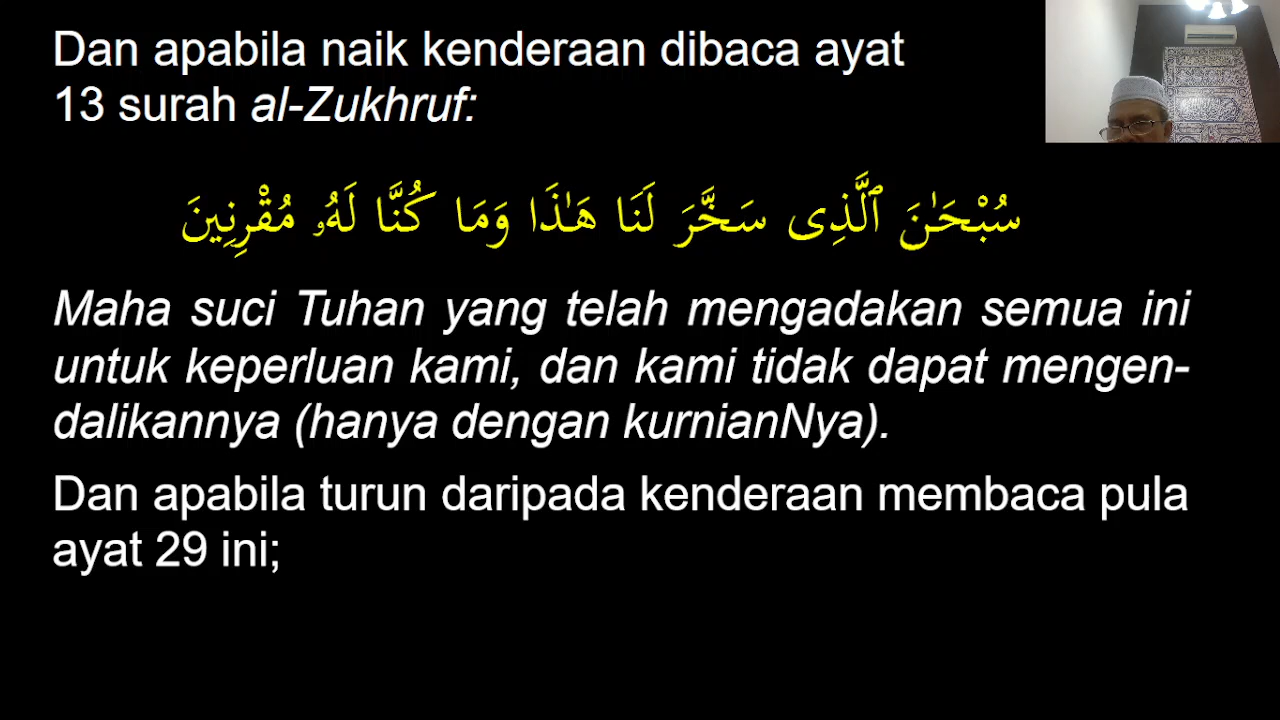 Dan apabila naik kenderaan dibaca ayat
13 surah al-Zukhruf:
سُبْحَـٰنَ ٱلَّذِى سَخَّرَ لَنَا هَـٰذَا وَمَا كُنَّا لَهُۥ مُقْرِنِينَ
Maha suci Tuhan yang telah mengadakan semua ini
untuk keperluan kami, dan kami tidak dapat mengen-
dalikannya (hanya dengan kurnianNya).
Dan apabila turun daripada kenderaan membaca pula
ayat 29 ini;